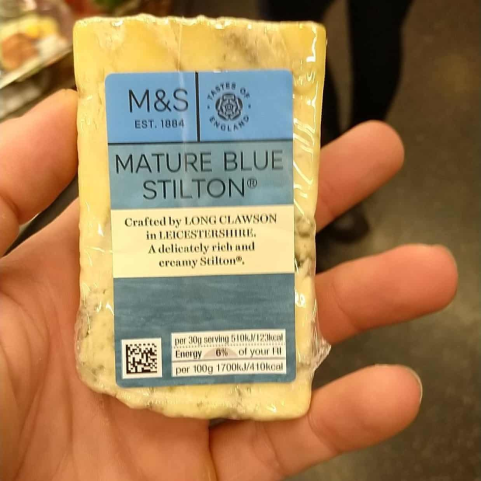 M&S
EST. 1884
TASTES OF ENGLAND
MATURE BLUE
STILTON®
Crafted by LONG CLAWSON
in LEICESTERSHIRE.
A delicately rich and
creamy Stilton®.
per 30g serving 510kJ/123kcal
Energy 6% of your RI
per 100g 1700kJ/410kcal